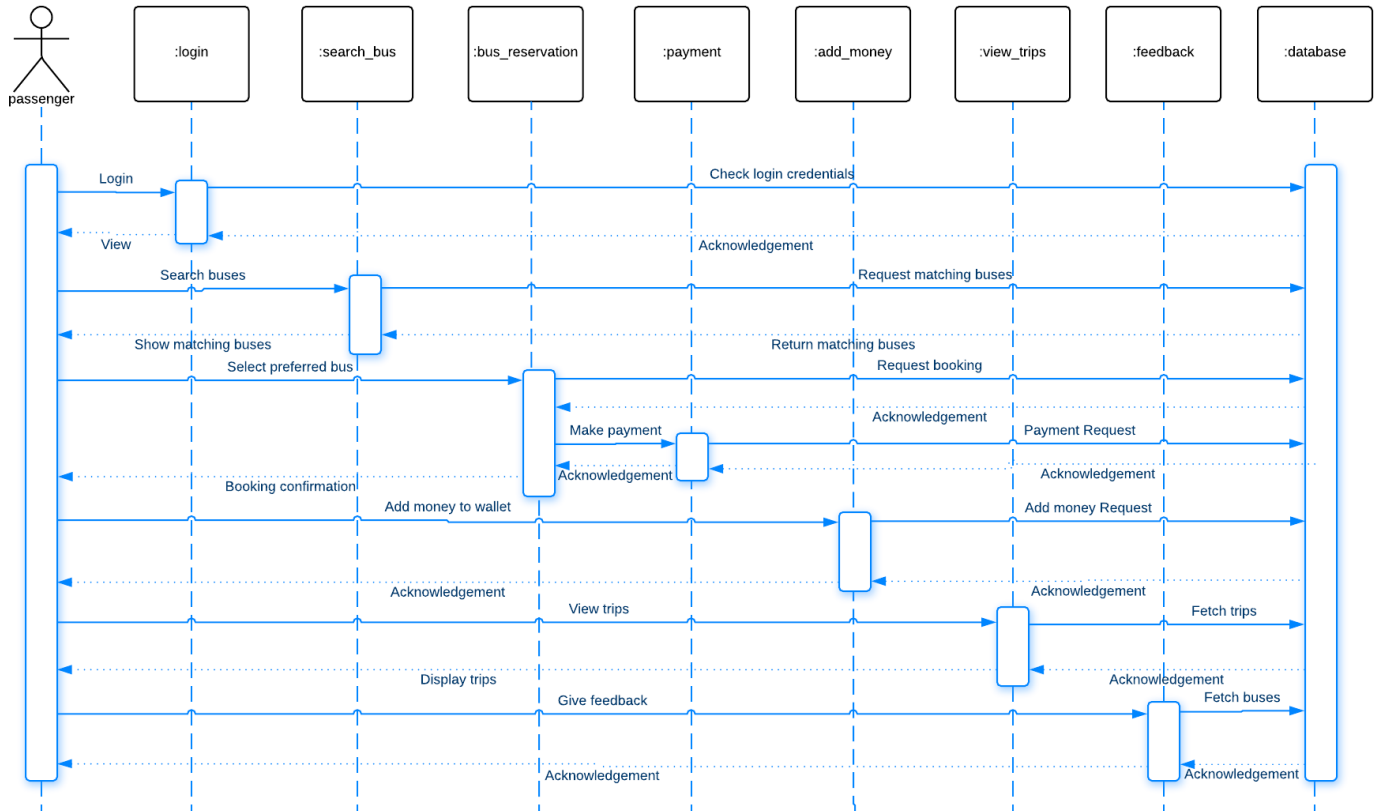 :login
:search_bus
:bus_reservation
:payment
:add_money
:view_trips
:feedback
:database
passenger
Login
Check login credentials
View
Acknowledgement
Search buses
Request matching buses
Show matching buses
Return matching buses
Select preferred bus
Request booking
Acknowledgement
Make payment
Payment Request
Acknowledgement
Acknowledgement
Booking confirmation
Add money to wallet
Add money Request
Acknowledgement
Acknowledgement
View trips
Fetch trips
Display trips
Acknowledgement
Give feedback
Fetch buses
Acknowledgement
Acknowledgement